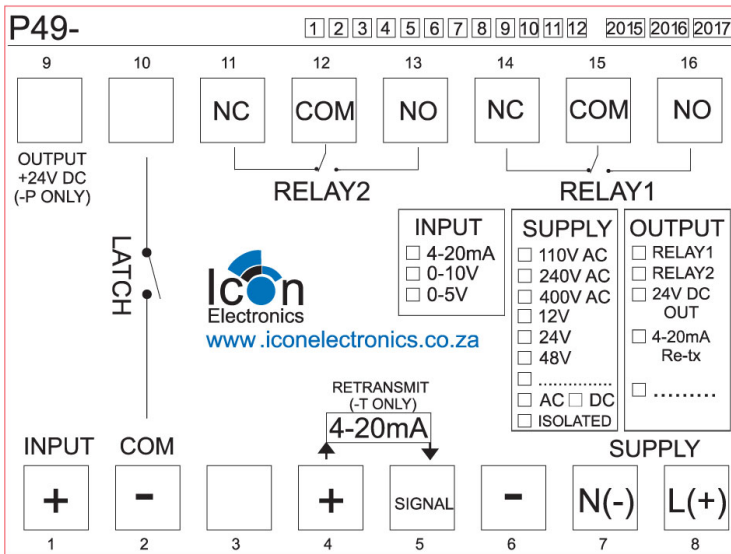 P49- 1 2 3 4 5 6 7 8 9 10 11 12 2015 2016 2017
9 10 11 12 13 14 15 16
NC COM NO NC COM NO
OUTPUT
+24V DC
(-P ONLY)
RELAY2 RELAY1
LATCH
Icon
Electronics
www .iconelectronics.co.za
INPUT
4-20mA
0-10V
0-5V
SUPPLY
110V AC
240V AC
400V AC
12V
24V
48V
................
AC DC
ISOLATED
OUTPUT
RELAY1
RELAY2
24V DC
OUT
4-20mA
Re-tx
.........
RETRANSMIT
(-T ONLY)
4-20mA
INPUT COM SUPPLY
+ - + SIGNAL - N(-) L(+)
1 2 3 4 5 6 7 8